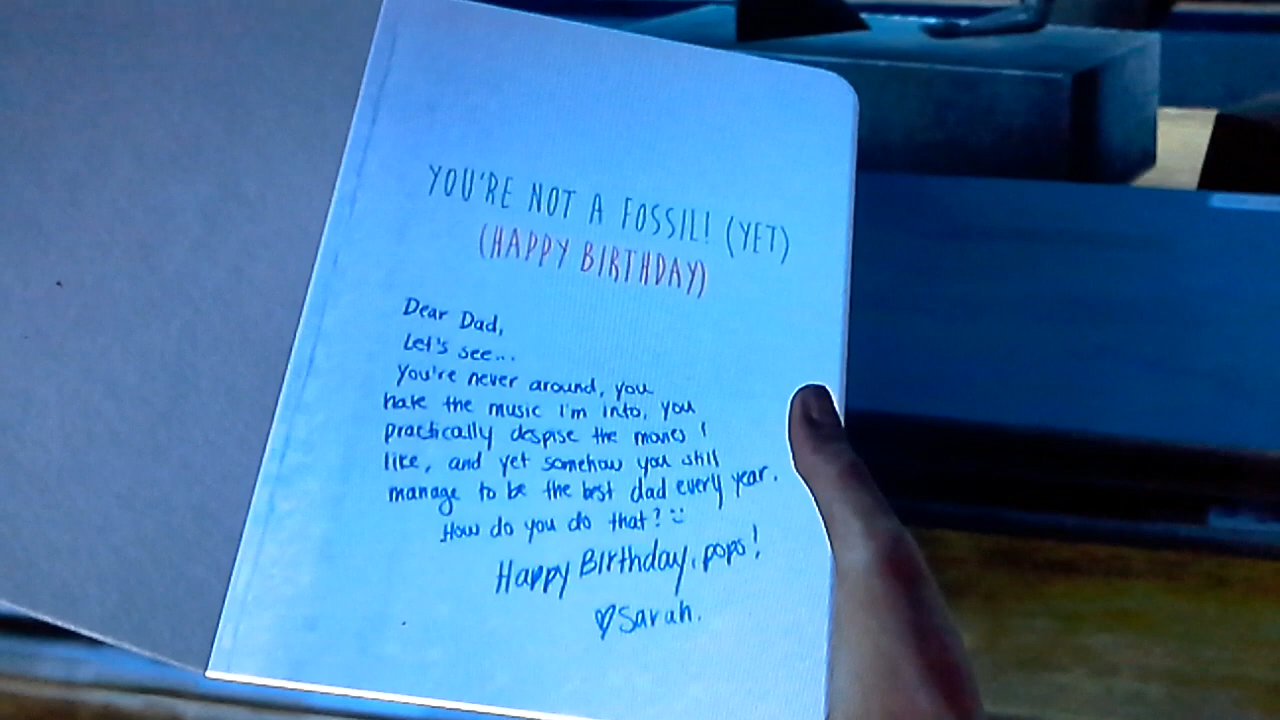 YOU'RE NOT A FOSSIL! (YET)
(HAPPY BIRTHDAY)
Dear Dad,
Let's see...
You're never around, you
hate the music I'm into, you
practically despise the movies I
like, and yet somehow you still
manage to be the best dad every year.
How do you do that? :)
Happy Birthday, pops!
♡Sarah.